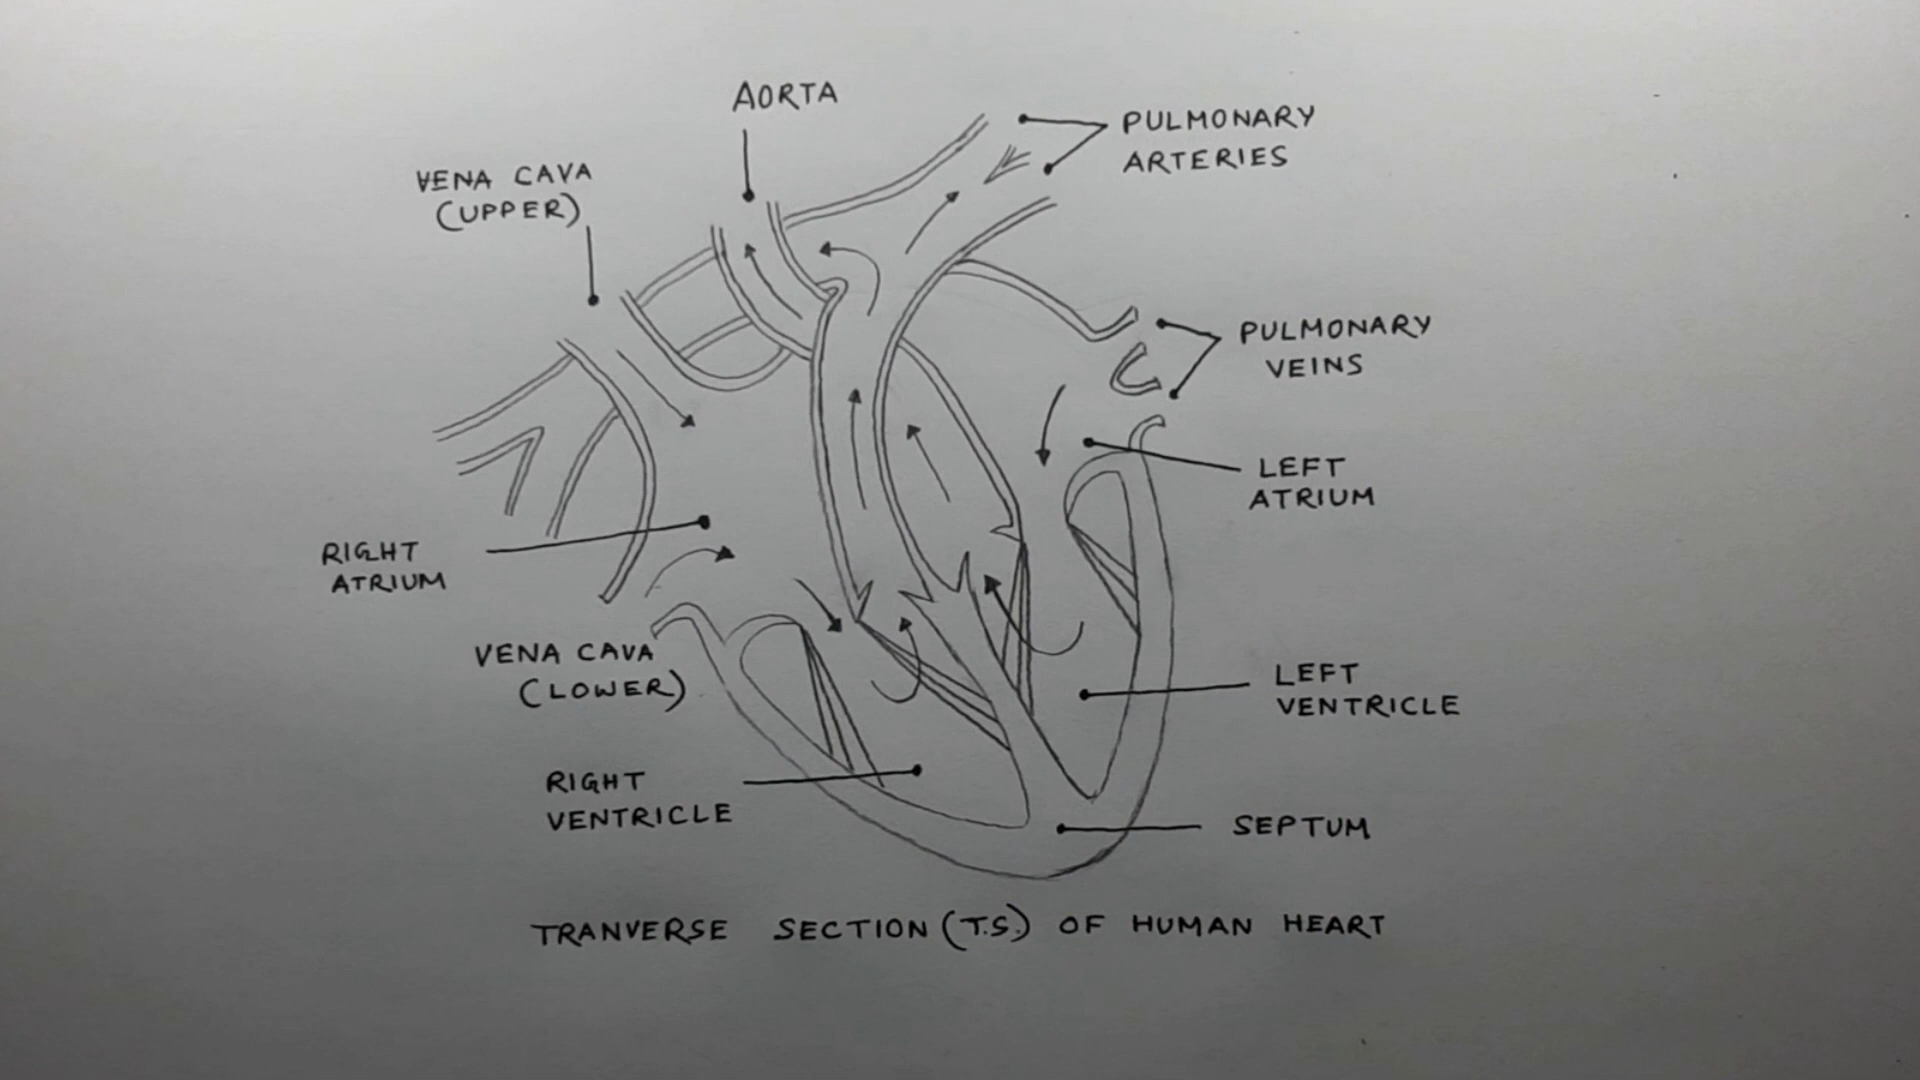 AORTA
PULMONARY
ARTERIES
VENA CAVA
(UPPER)
PULMONARY
VEINS
LEFT
ATRIUM
RIGHT
ATRIUM
VENA CAVA
(LOWER)
LEFT
VENTRICLE
RIGHT
VENTRICLE
SEPTUM
TRANVERSE SECTION (T.S.) OF HUMAN HEART